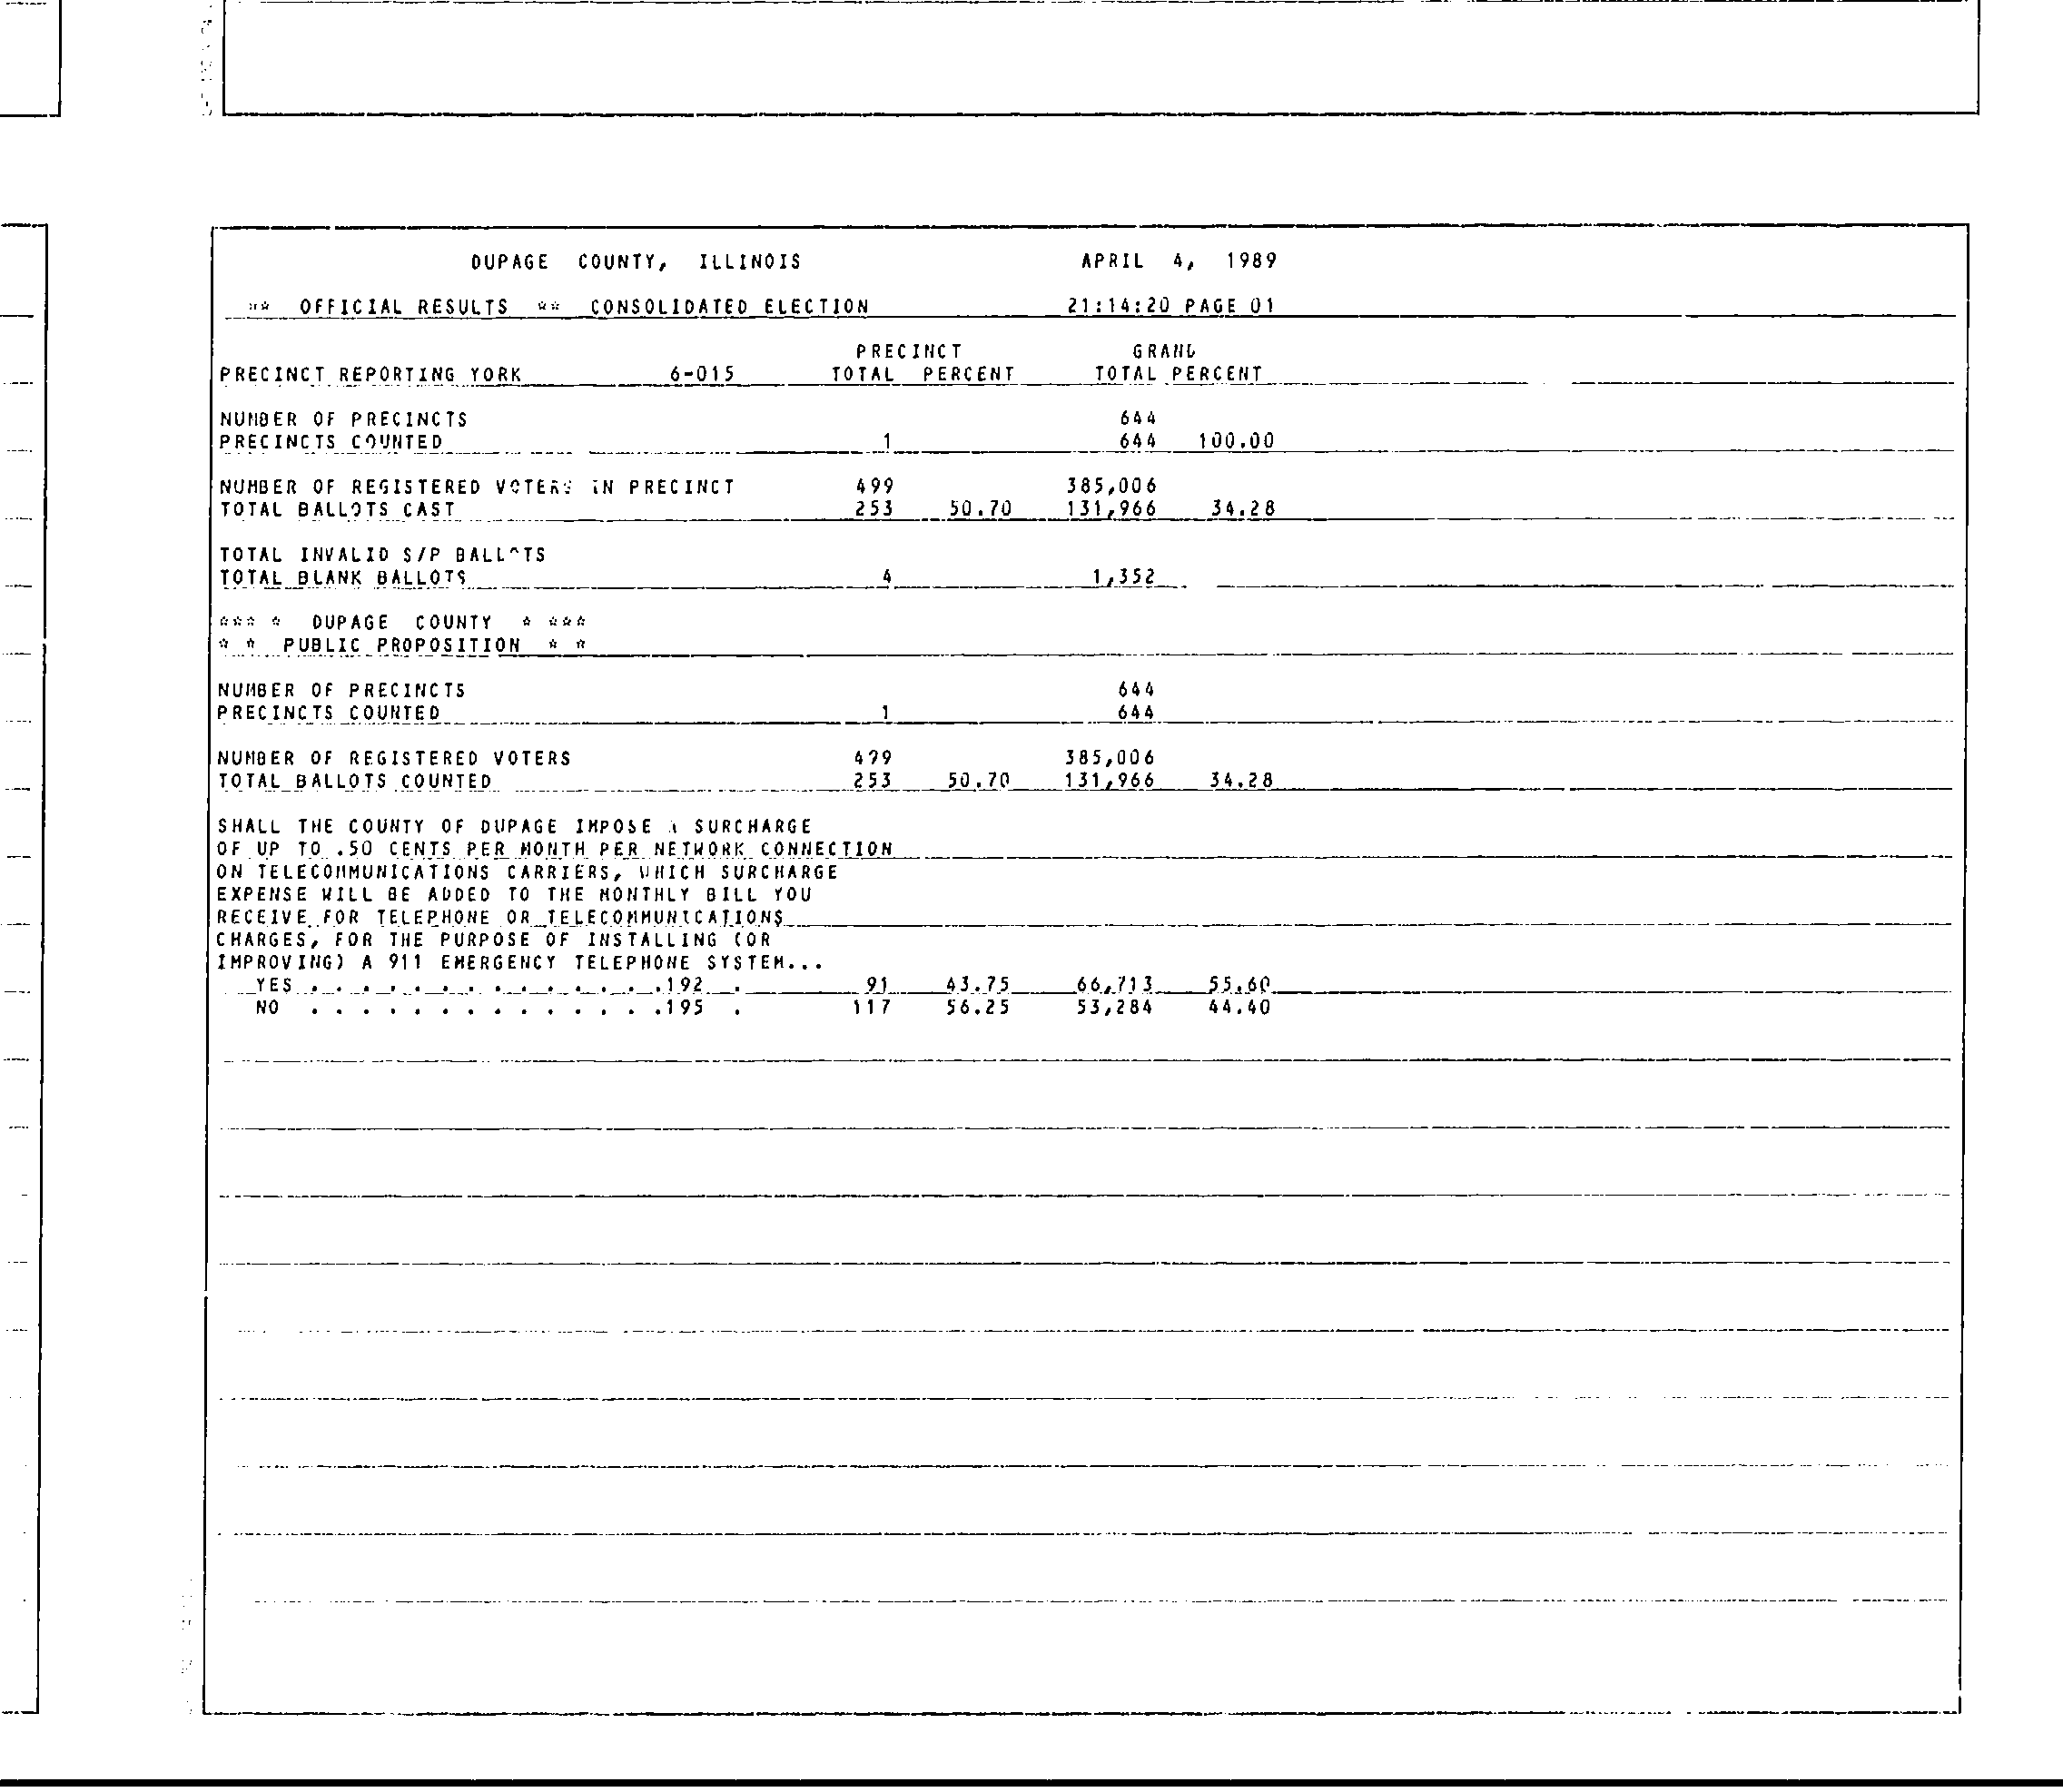 DUPAGE COUNTY, ILLINOIS APRIL 4, 1989
** OFFICIAL RESULTS ** CONSOLIDATED ELECTION 21:14:20 PAGE 01
PRECINCT GRAND
PRECINCT REPORTING YORK 6-015 TOTAL PERCENT TOTAL PERCENT
NUMBER OF PRECINCTS 644
PRECINCTS COUNTED 1 644 100.00
NUMBER OF REGISTERED VOTERS IN PRECINCT 499 385,006
TOTAL BALLOTS CAST 253 50.70 131,966 34.28
TOTAL INVALID S/P BALLOTS
TOTAL BLANK BALLOTS 4 1,352
*** * DUPAGE COUNTY * ***
* * PUBLIC PROPOSITION * *
NUMBER OF PRECINCTS 644
PRECINCTS COUNTED 1 644
NUMBER OF REGISTERED VOTERS 499 385,006
TOTAL BALLOTS COUNTED 253 50.70 131,966 34.28
SHALL THE COUNTY OF DUPAGE IMPOSE A SURCHARGE
OF UP TO .50 CENTS PER MONTH PER NETWORK CONNECTION
ON TELECOMMUNICATIONS CARRIERS, WHICH SURCHARGE
EXPENSE WILL BE ADDED TO THE MONTHLY BILL YOU
RECEIVE FOR TELEPHONE OR TELECOMMUNICATIONS
CHARGES, FOR THE PURPOSE OF INSTALLING (OR
IMPROVING) A 911 EMERGENCY TELEPHONE SYSTEM...
YES . . . . . . . . . . . . . .192 . 91 43.75 66,713 55.60
NO . . . . . . . . . . . . . .195 . 117 56.25 53,284 44.40